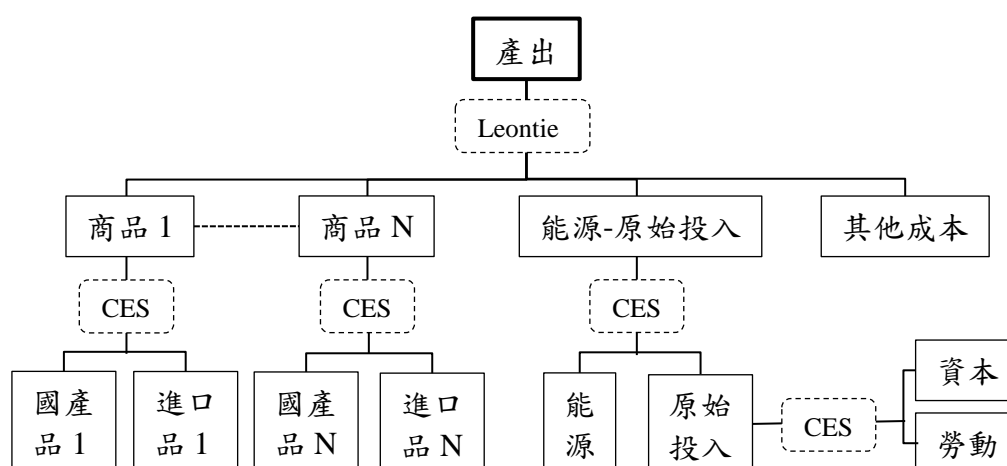 產出
Leontie
商品 1
商品 N
能源-原始投入
其他成本
CES
CES
CES
國產
品 1
進口
品 1
國產
品 N
進口
品 N
能
源
原始
投入
CES
資本
勞動